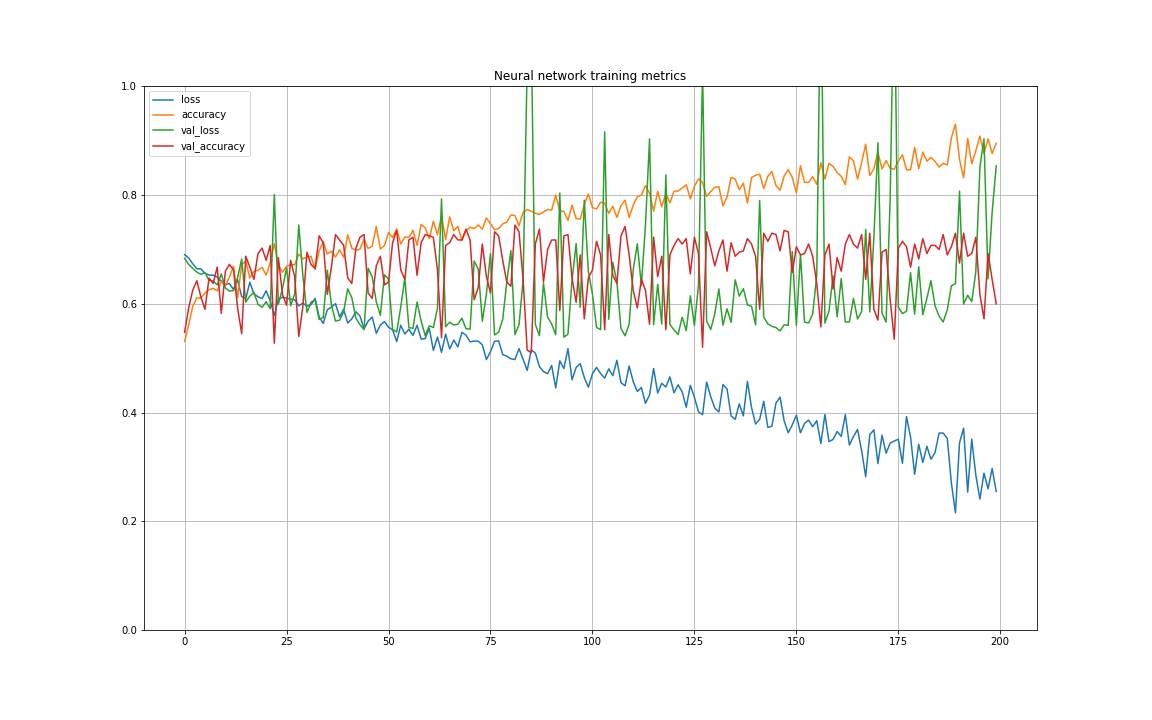 Neural network training metrics
1.0
0.8
0.6
0.4
0.2
0.0
loss
accuracy
val_loss
val_accuracy
0 25 50 75 100 125 150 175 200